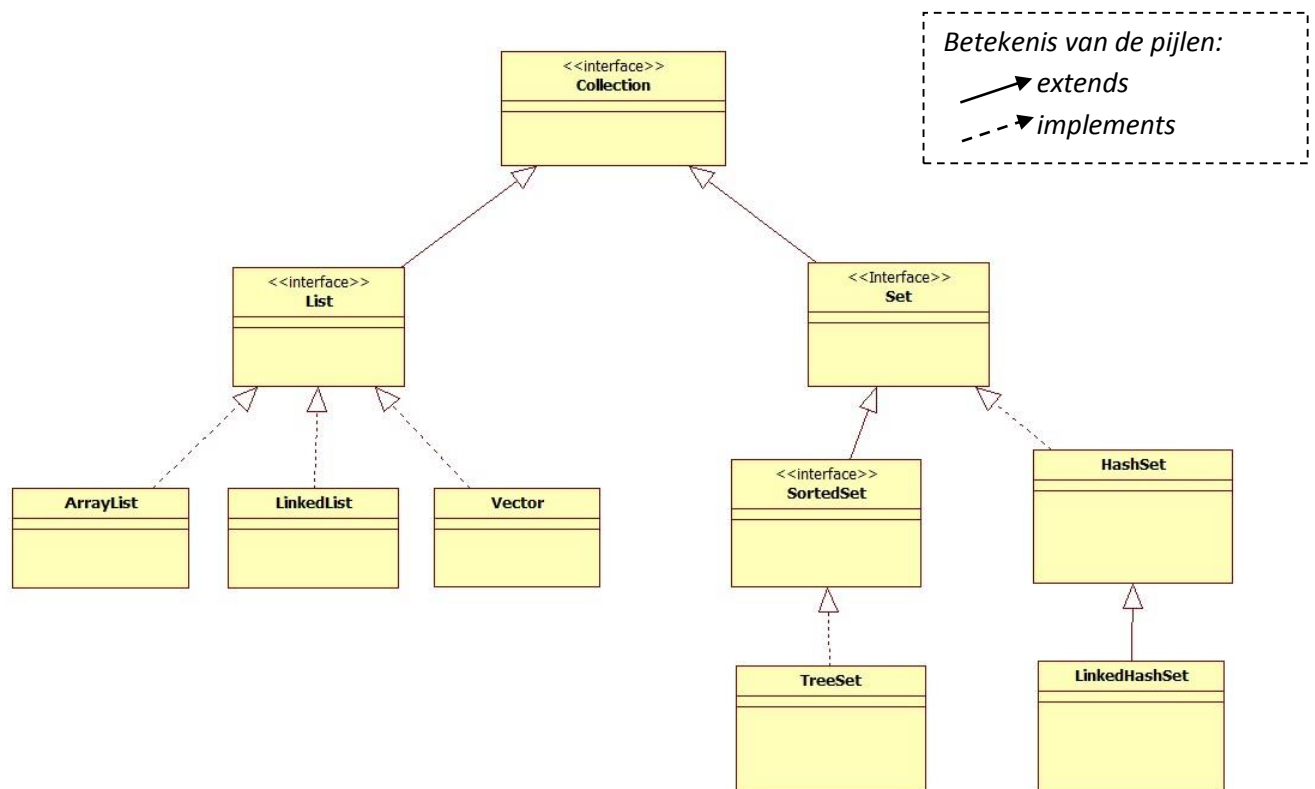 Betekenis van de pijlen:
extends
implements
<<interface>>
Collection
<<interface>>
List
<<Interface>>
Set
ArrayList
LinkedList
Vector
<<interface>>
SortedSet
HashSet
TreeSet
LinkedHashSet